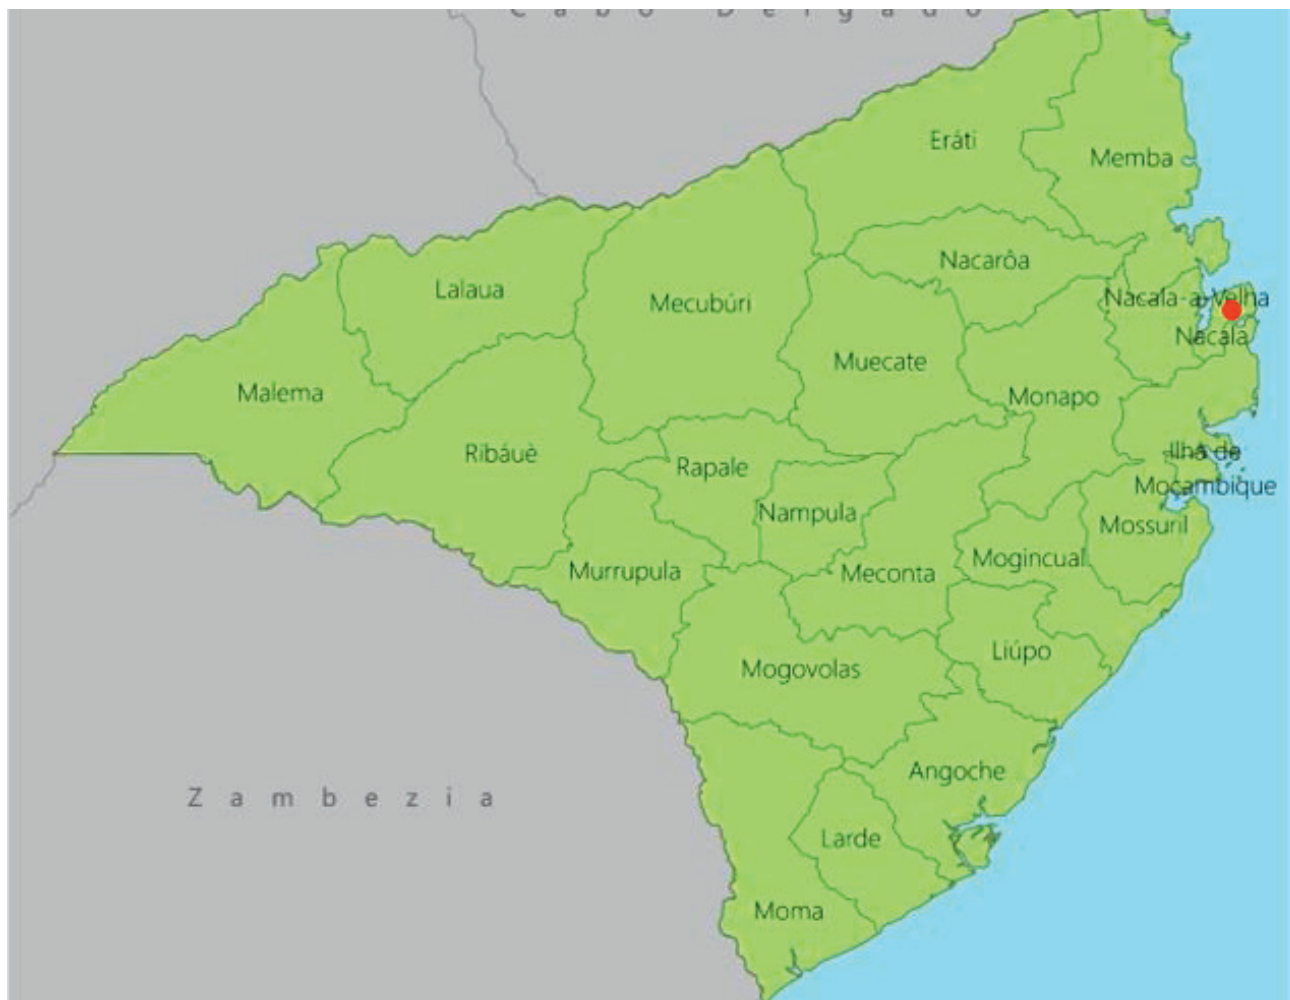 Cabo Delgado
Eráti
Memba
Nacarôa
Lalaua
Mecubúri
Nacala-a-Velha
Nacala
Muecate
Malema
Monapo
Ribáuè
Rapale
Ilha de
Moçambique
Nampula
Mossuril
Murrupula
Meconta
Mogincual
Mogovolas
Liúpo
Angoche
Zambezia
Larde
Moma